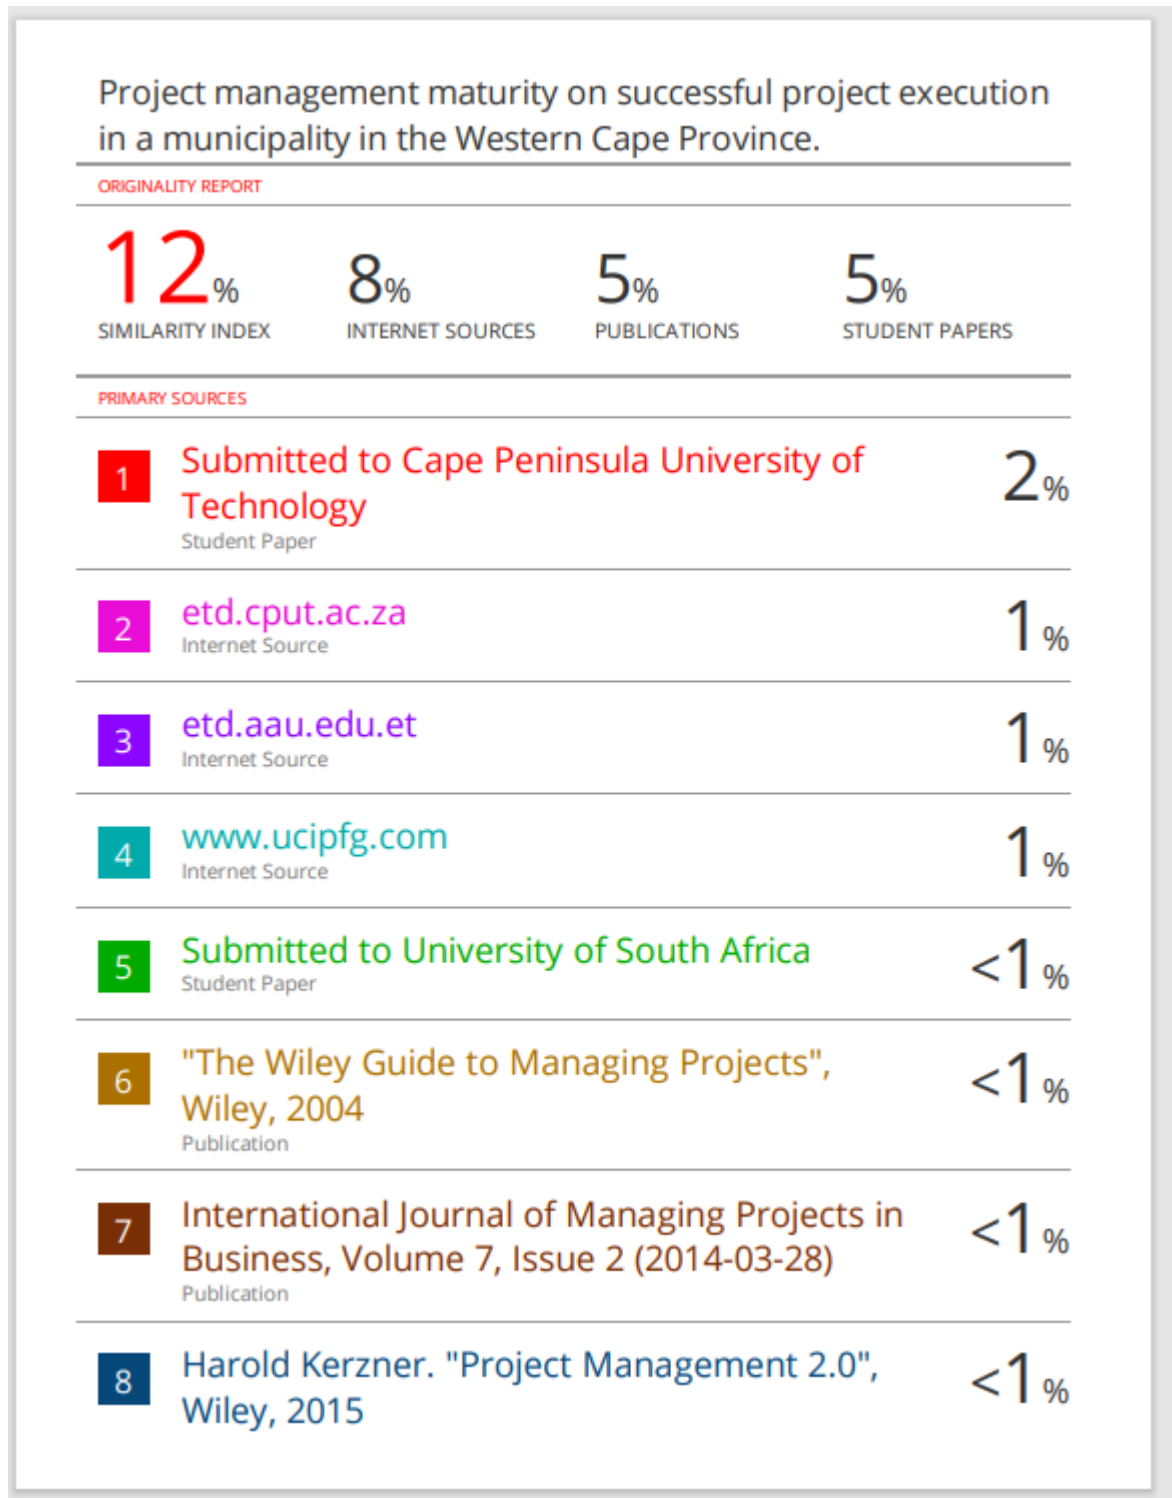 Project management maturity on successful project execution
in a municipality in the Western Cape Province.
ORIGINALITY REPORT
12% 8% 5% 5%
SIMILARITY INDEX INTERNET SOURCES PUBLICATIONS STUDENT PAPERS
PRIMARY SOURCES
1 Submitted to Cape Peninsula University of 2%
Technology
Student Paper
2 etd.cput.ac.za 1%
Internet Source
3 etd.aau.edu.et 1%
Internet Source
4 www.ucipfg.com 1%
Internet Source
5 Submitted to University of South Africa <1%
Student Paper
6 "The Wiley Guide to Managing Projects", <1%
Wiley, 2004
Publication
7 International Journal of Managing Projects in <1%
Business, Volume 7, Issue 2 (2014-03-28)
Publication
8 Harold Kerzner. "Project Management 2.0", <1%
Wiley, 2015